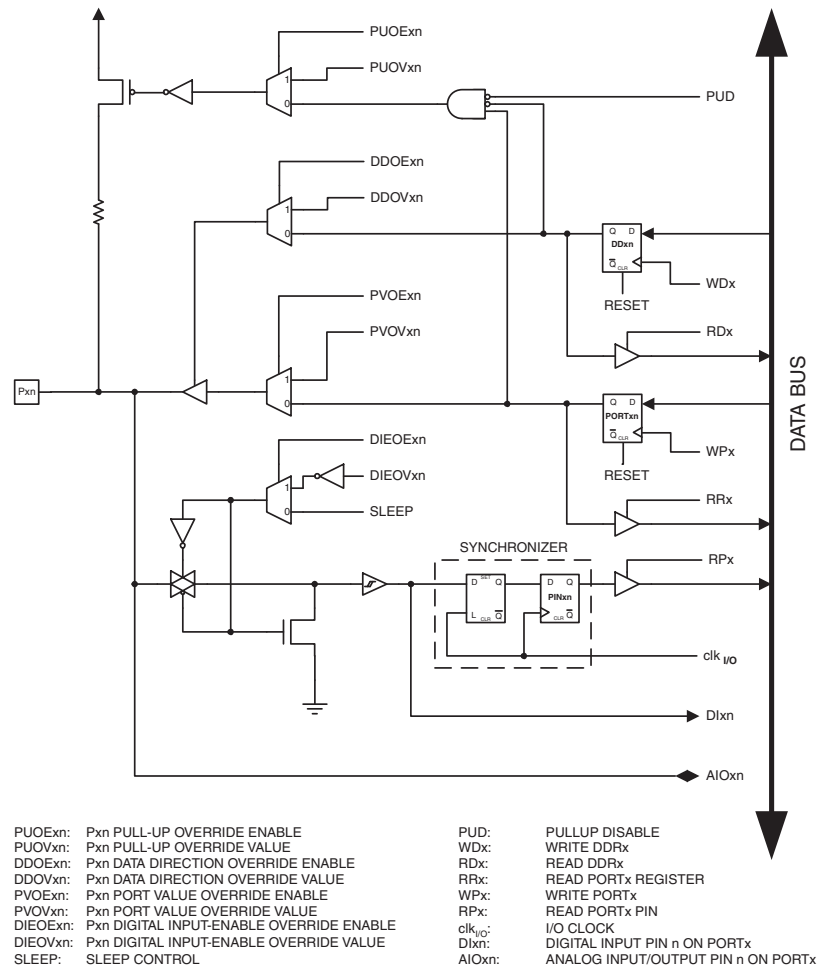 PUOExn
PUOVxn
1
0
PUD
DDOExn
DDOVxn
1
0
Q D
DDxn
Q CLR
WDx
RESET
PVOExn
PVOVxn
RDx
1
0
Pxn
Q D
PORTxn
Q CLR
WPx
RESET
DATA BUS
DIEOExn
DIEOVxn
1
0
SLEEP
RRx
SYNCHRONIZER
RPx
D SET Q
L CLR Q
D Q
PINxn
CLR Q
clk I/O
DIxn
AIOxn
PUOExn: Pxn PULL-UP OVERRIDE ENABLE
PUOVxn: Pxn PULL-UP OVERRIDE VALUE
DDOExn: Pxn DATA DIRECTION OVERRIDE ENABLE
DDOVxn: Pxn DATA DIRECTION OVERRIDE VALUE
PVOExn: Pxn PORT VALUE OVERRIDE ENABLE
PVOVxn: Pxn PORT VALUE OVERRIDE VALUE
DIEOExn: Pxn DIGITAL INPUT-ENABLE OVERRIDE ENABLE
DIEOVxn: Pxn DIGITAL INPUT-ENABLE OVERRIDE VALUE
SLEEP: SLEEP CONTROL
PUD: PULLUP DISABLE
WDx: WRITE DDRx
RDx: READ DDRx
RRx: READ PORTx REGISTER
WPx: WRITE PORTx
RPx: READ PORTx PIN
clkI/O: I/O CLOCK
DIxn: DIGITAL INPUT PIN n ON PORTx
AIOxn: ANALOG INPUT/OUTPUT PIN n ON PORTx